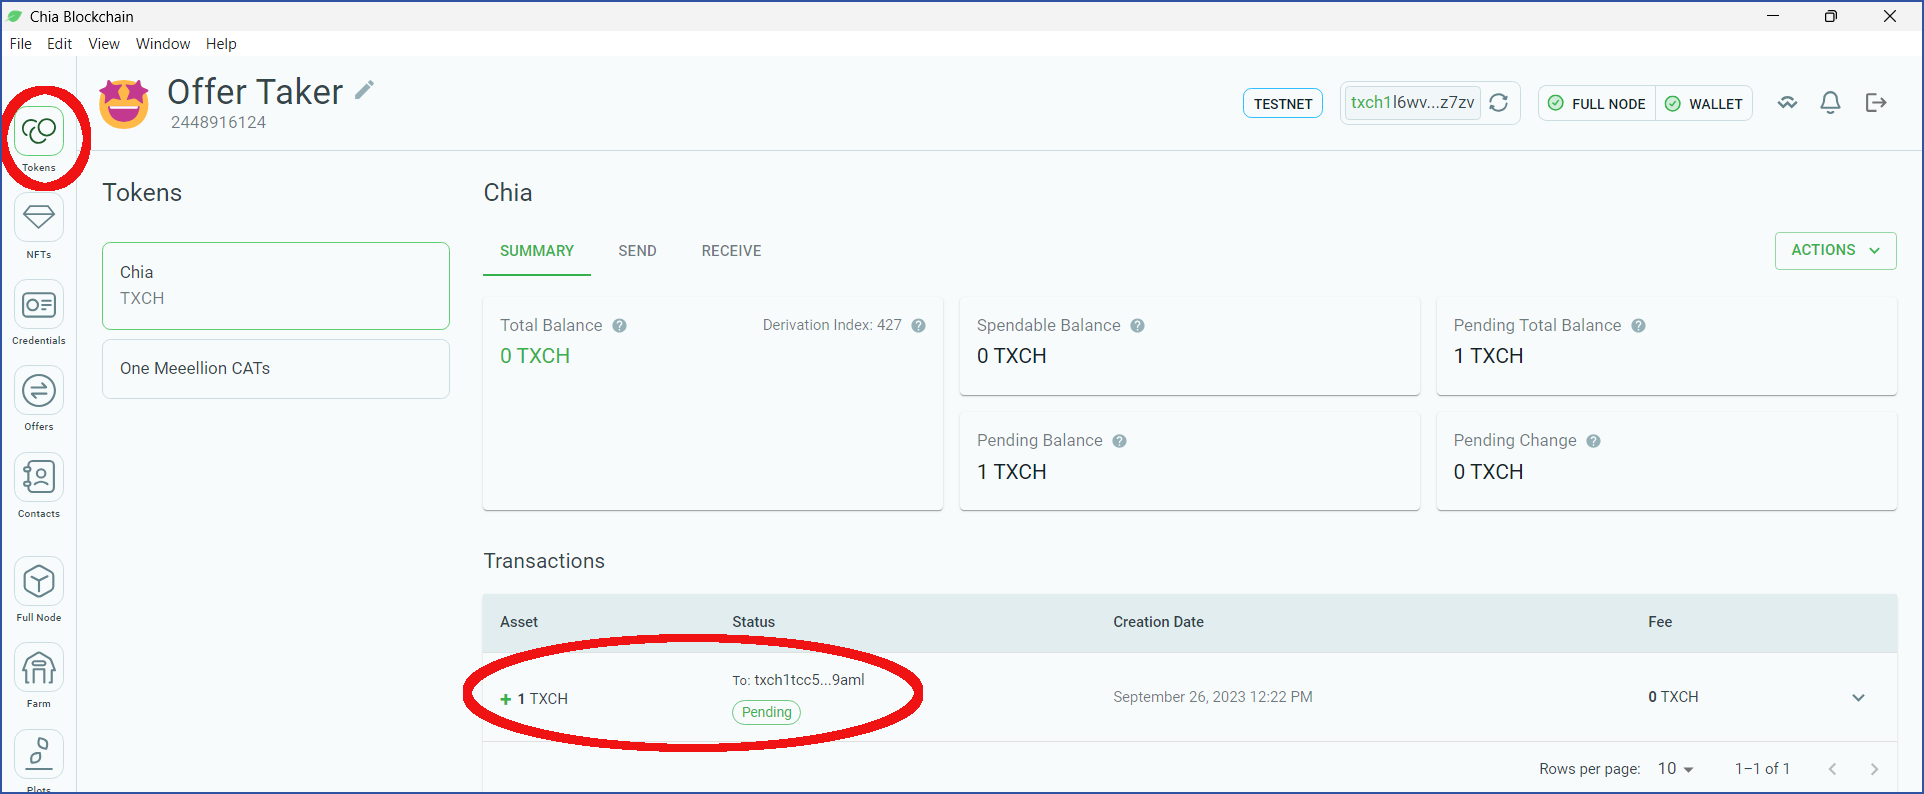 Chia Blockchain
File Edit View Window Help
Offer Taker
2448916124
TESTNET
txch1l6wv...z7zv
FULL NODE
WALLET
Tokens
NFTs
Credentials
Offers
Contacts
Full Node
Farm
Plots
Tokens
Chia
TXCH
One Meeellion CATs
Chia
SUMMARY SEND RECEIVE
ACTIONS
Total Balance
Derivation Index: 427
0 TXCH
Spendable Balance
0 TXCH
Pending Total Balance
1 TXCH
Pending Balance
1 TXCH
Pending Change
0 TXCH
Transactions
Asset Status Creation Date Fee
+ 1 TXCH
To: txch1tcc5...9aml
Pending
September 26, 2023 12:22 PM
0 TXCH
Rows per page: 10 1–1 of 1